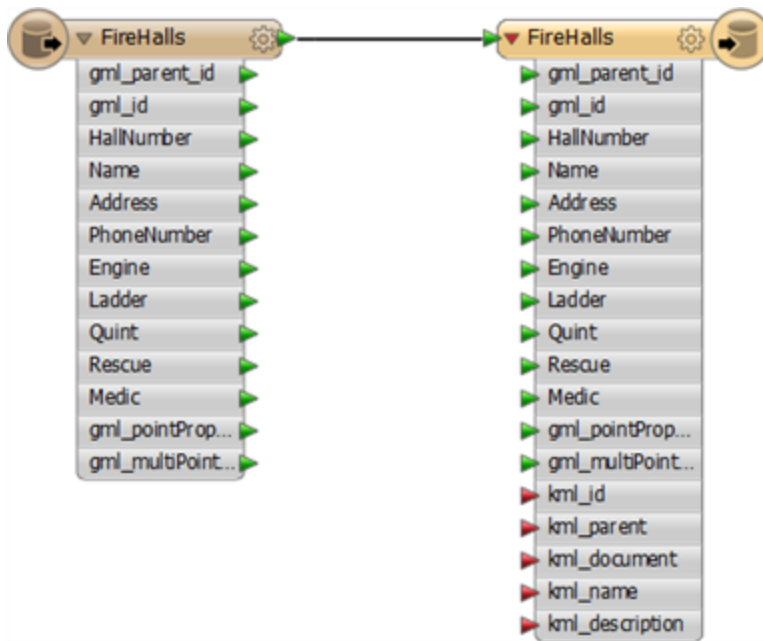 FireHalls
gml_parent_id
gml_id
HallNumber
Name
Address
PhoneNumber
Engine
Ladder
Quint
Rescue
Medic
gml_pointProp...
gml_multiPoint...
FireHalls
gml_parent_id
gml_id
HallNumber
Name
Address
PhoneNumber
Engine
Ladder
Quint
Rescue
Medic
gml_pointProp...
gml_multiPoint...
kml_id
kml_parent
kml_document
kml_name
kml_description